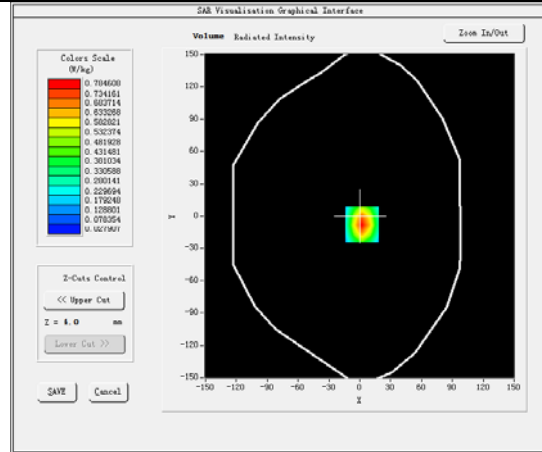 SAR Visualisation Graphical Interface
Volume Radiated Intensity
Zoom In/Out
Colors Scale
(W/kg)
0.784608
0.734161
0.683714
0.633268
0.582821
0.532374
0.481928
0.431481
0.381034
0.330588
0.280141
0.229694
0.179248
0.128801
0.078354
0.027907
Z-Cuts Control
<< Upper Cut
Z = 4.0 mm
Lower Cut >>
SAVE
Cancel
150
120
90
60
30
0
-30
-60
-90
-120
-150
Y
-150 -120 -90 -60 -30 0 30 60 90 120 150
X